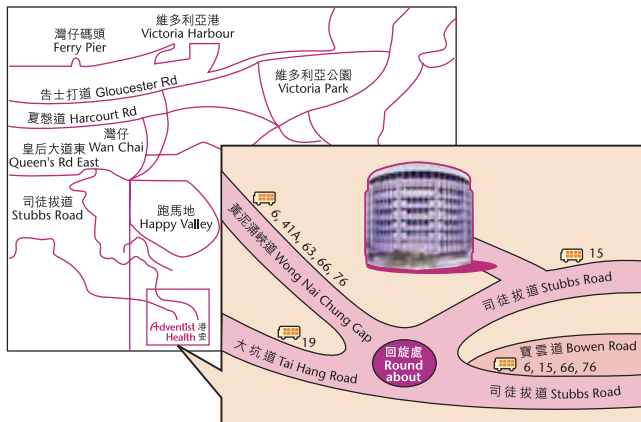 灣仔碼頭
Ferry Pier
維多利亞港
Victoria Harbour
告士打道 Gloucester Rd
維多利亞公園
Victoria Park
夏慤道 Harcourt Rd
灣仔
Wan Chai
皇后大道東
Queen's Rd East
司徒拔道
Stubbs Road
跑馬地
Happy Valley
Adventist
Health
港安
6, 41A, 63, 66, 76
黃泥涌峽道 Wong Nai Chung Gap
15
司徒拔道 Stubbs Road
19
大坑道 Tai Hang Road
回旋處
Round
about
寶雲道 Bowen Road
6, 15, 66, 76
司徒拔道 Stubbs Road